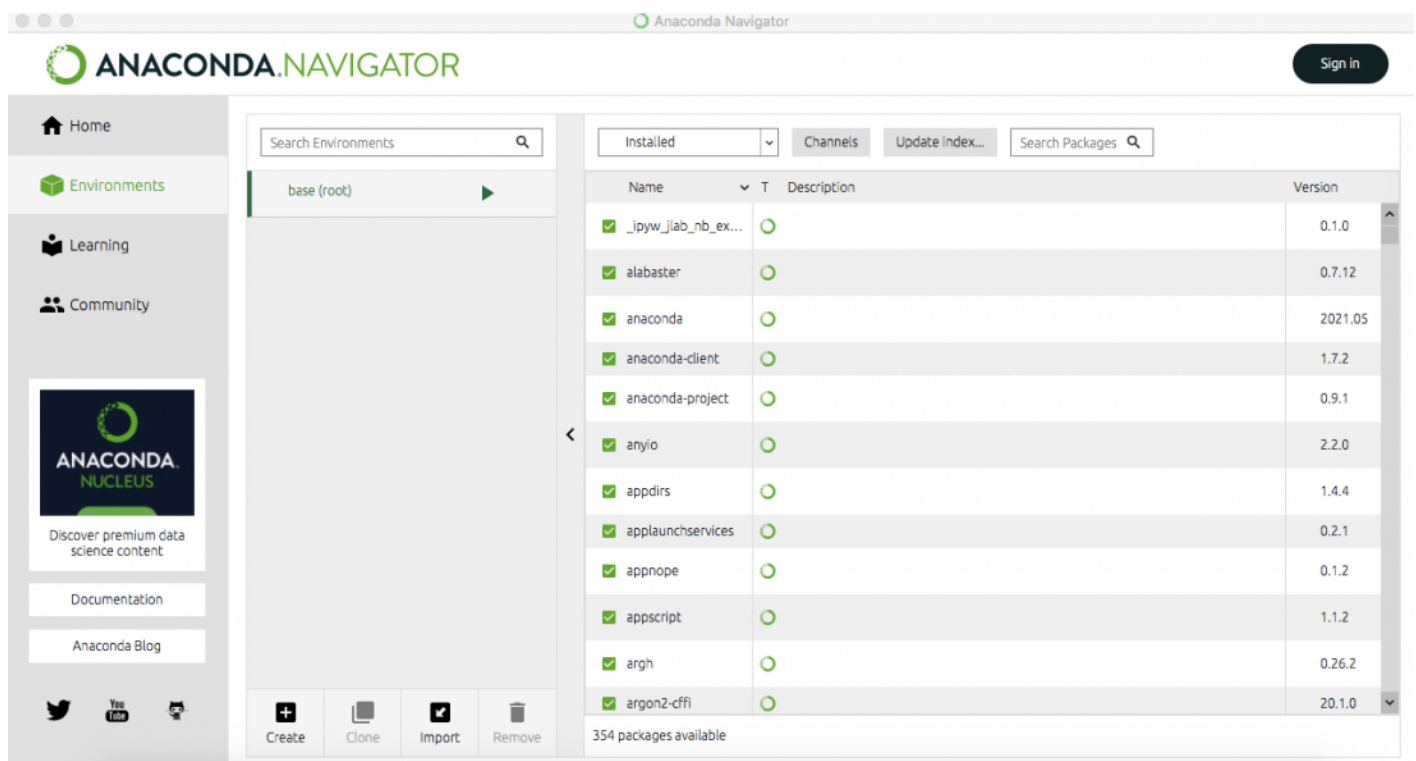 Anaconda Navigator
ANACONDA.NAVIGATOR
Sign in
Home
Environments
Learning
Community
ANACONDA.
NUCLEUS
Discover premium data
science content
Documentation
Anaconda Blog
You
Tube
Search Environments
base (root)
Create
Clone
Import
Remove
Installed
Channels
Update index...
Search Packages
Name T Description Version
_ipyw_jlab_nb_ex... 0.1.0
alabaster 0.7.12
anaconda 2021.05
anaconda-client 1.7.2
anaconda-project 0.9.1
anyio 2.2.0
appdirs 1.4.4
applaunchservices 0.2.1
appnope 0.1.2
appscript 1.1.2
argh 0.26.2
argon2-cffi 20.1.0
354 packages available